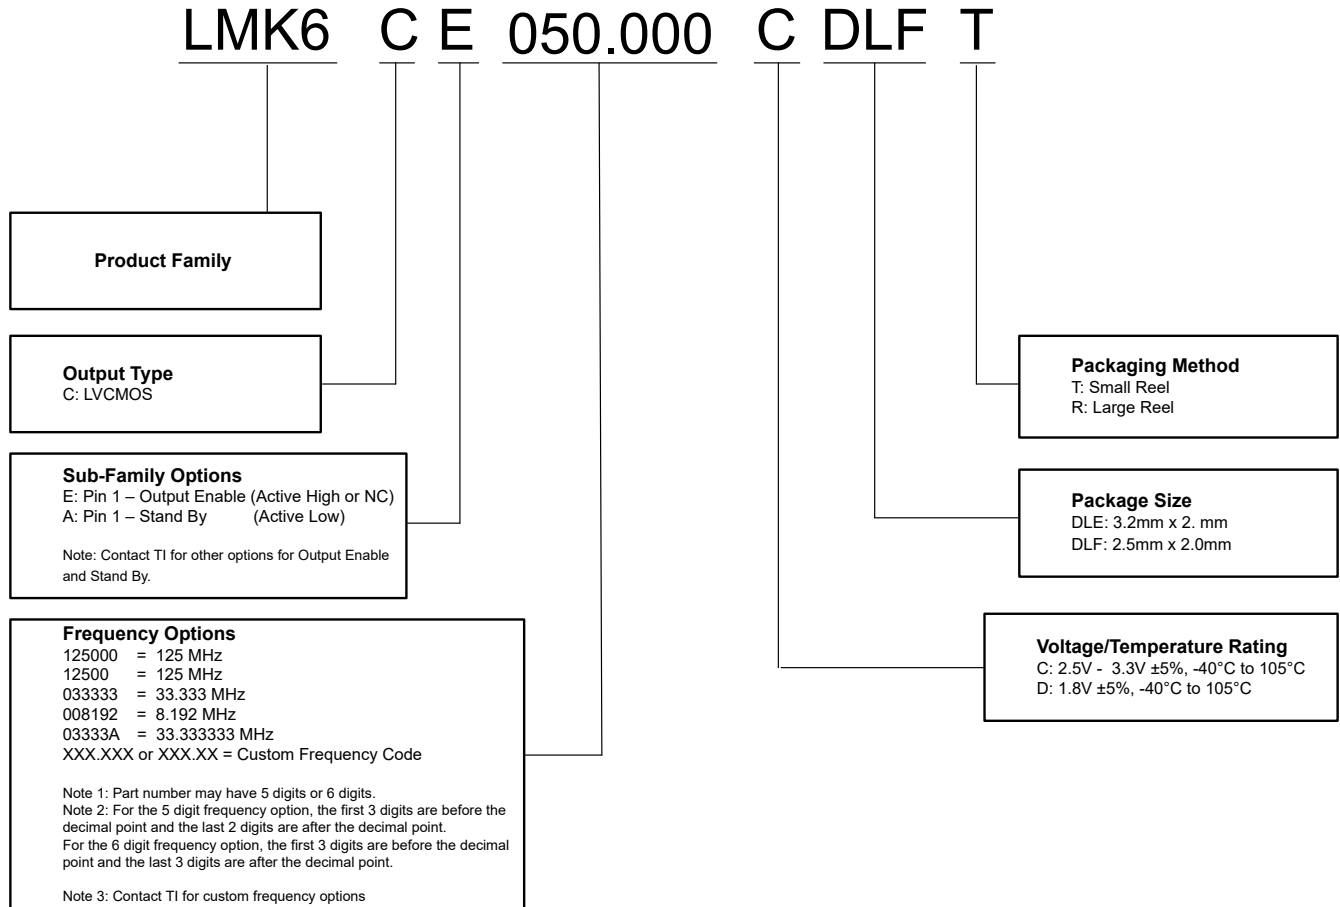 LMK6 C E 050.000 C DLF T
Product Family
Output Type
C: LVCMOS
Sub-Family Options
E: Pin 1 – Output Enable (Active High or NC)
A: Pin 1 – Stand By (Active Low)
Note: Contact TI for other options for Output Enable
and Stand By.
Frequency Options
125000 = 125 MHz
12500 = 125 MHz
033333 = 33.333 MHz
008192 = 8.192 MHz
03333A = 33.333333 MHz
XXX.XXX or XXX.XX = Custom Frequency Code
Note 1: Part number may have 5 digits or 6 digits.
Note 2: For the 5 digit frequency option, the first 3 digits are before the
decimal point and the last 2 digits are after the decimal point.
For the 6 digit frequency option, the first 3 digits are before the decimal
point and the last 3 digits are after the decimal point.
Note 3: Contact TI for custom frequency options
Packaging Method
T: Small Reel
R: Large Reel
Package Size
DLE: 3.2mm x 2. mm
DLF: 2.5mm x 2.0mm
Voltage/Temperature Rating
C: 2.5V - 3.3V ±5%, -40°C to 105°C
D: 1.8V ±5%, -40°C to 105°C